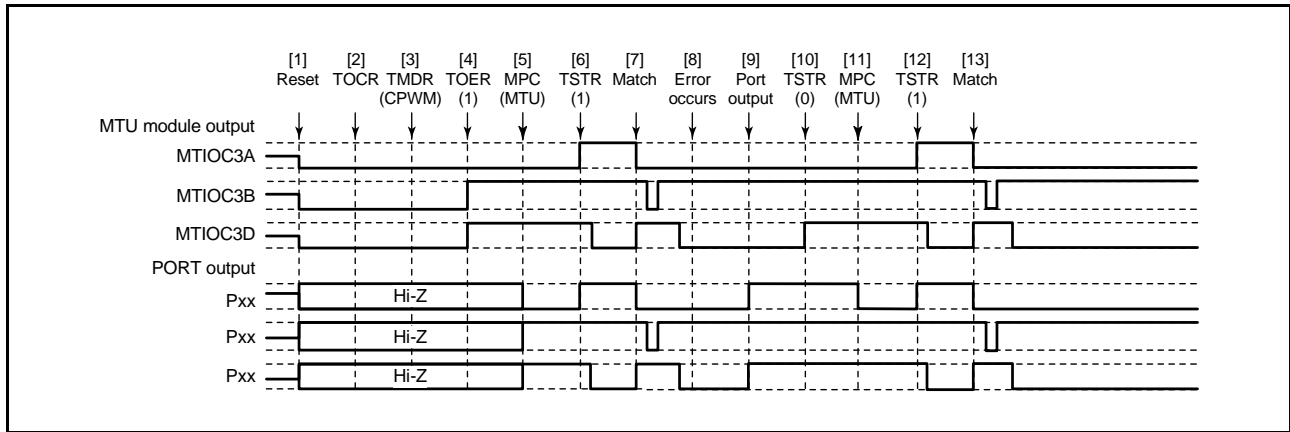 [1] [2] [3] [4] [5] [6] [7] [8] [9] [10] [11] [12] [13]
Reset TOCR TMDR TOER MPC TSTR Match Error Port TSTR MPC TSTR Match
(CPWM) (1) (MTU) (1) occurs output (0) (MTU) (1)
MTU module output
MTIOC3A
MTIOC3B
MTIOC3D
PORT output
Pxx Hi-Z
Pxx Hi-Z
Pxx Hi-Z